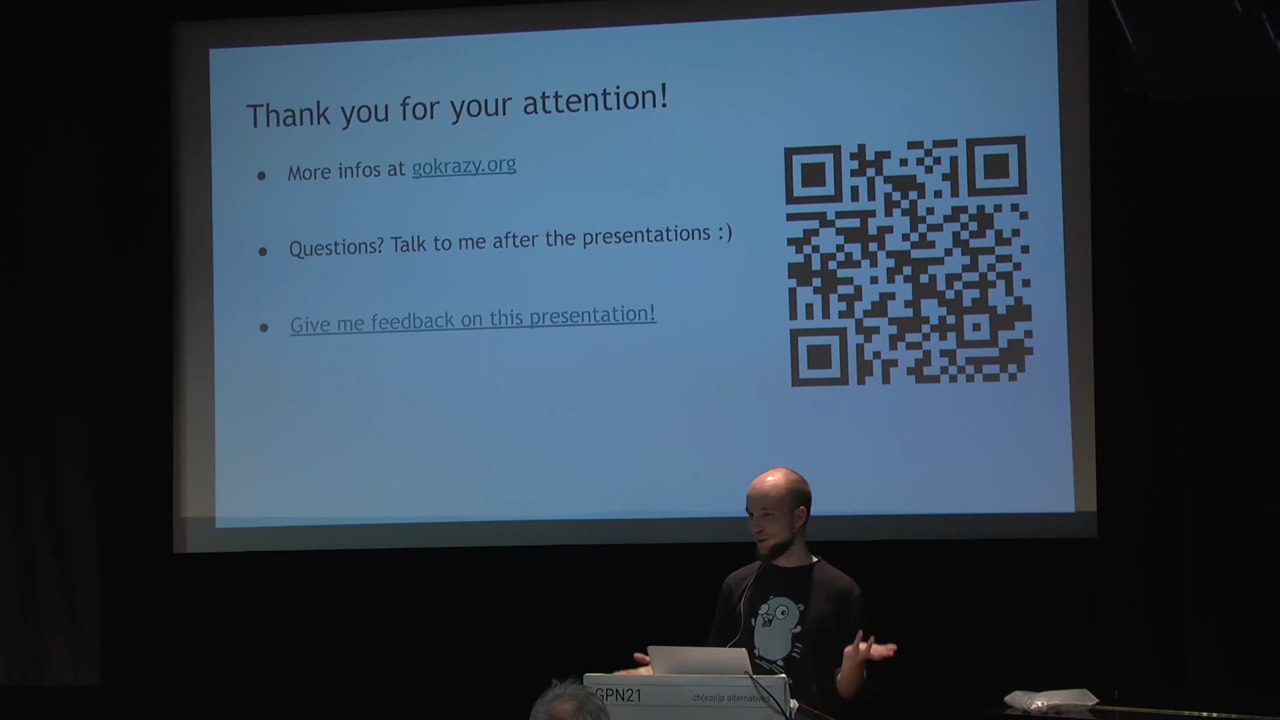 Thank you for your attention!
More infos at gokrazy.org
Questions? Talk to me after the presentations :)
Give me feedback on this presentation!
GPN21